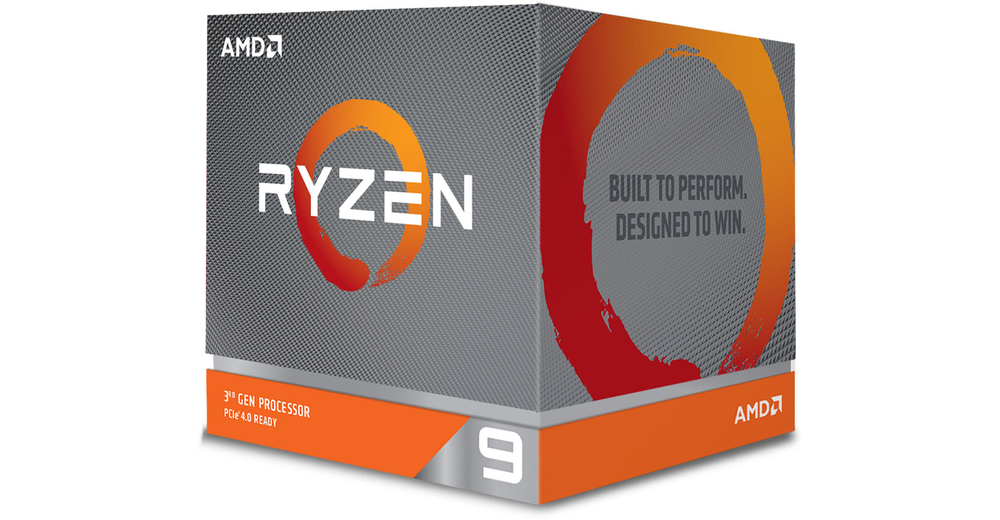 AMD
RYZEN
3RD GEN PROCESSOR
PCIe® 4.0 READY
9
BUILT TO PERFORM.
DESIGNED TO WIN.
AMD